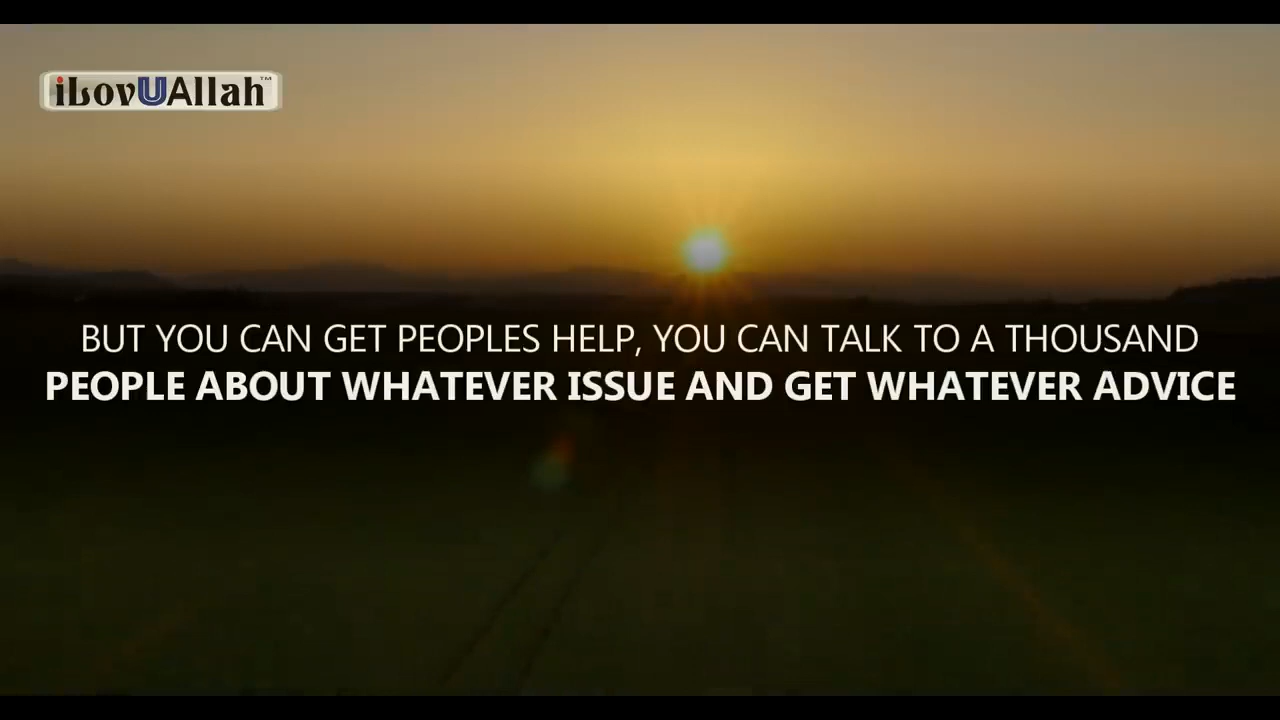 iLovUAllah™
BUT YOU CAN GET PEOPLES HELP, YOU CAN TALK TO A THOUSAND
PEOPLE ABOUT WHATEVER ISSUE AND GET WHATEVER ADVICE